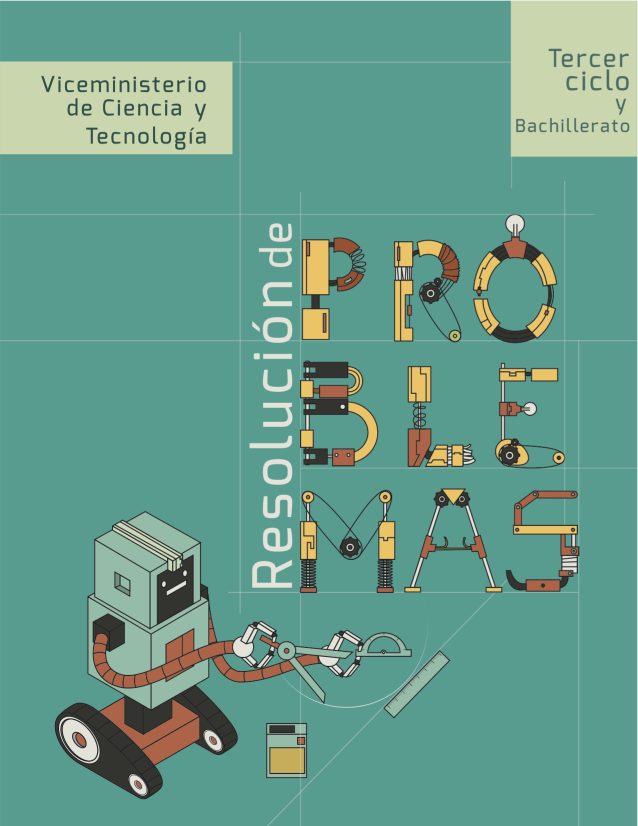 Viceministerio
de Ciencia y
Tecnología
Tercer
ciclo
y
Bachillerato
Resolución de
PRO
BLE
MAS